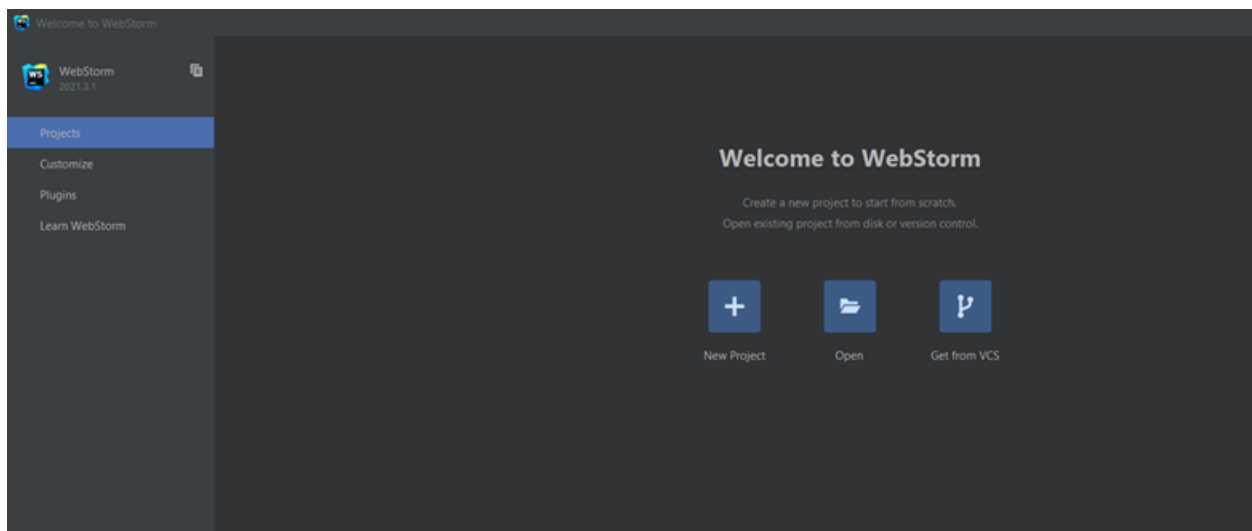 Welcome to WebStorm
WS
WebStorm
2021.3.1
Projects
Customize
Plugins
Learn WebStorm
Welcome to WebStorm
Create a new project to start from scratch.
Open existing project from disk or version control.
New Project
Open
Get from VCS